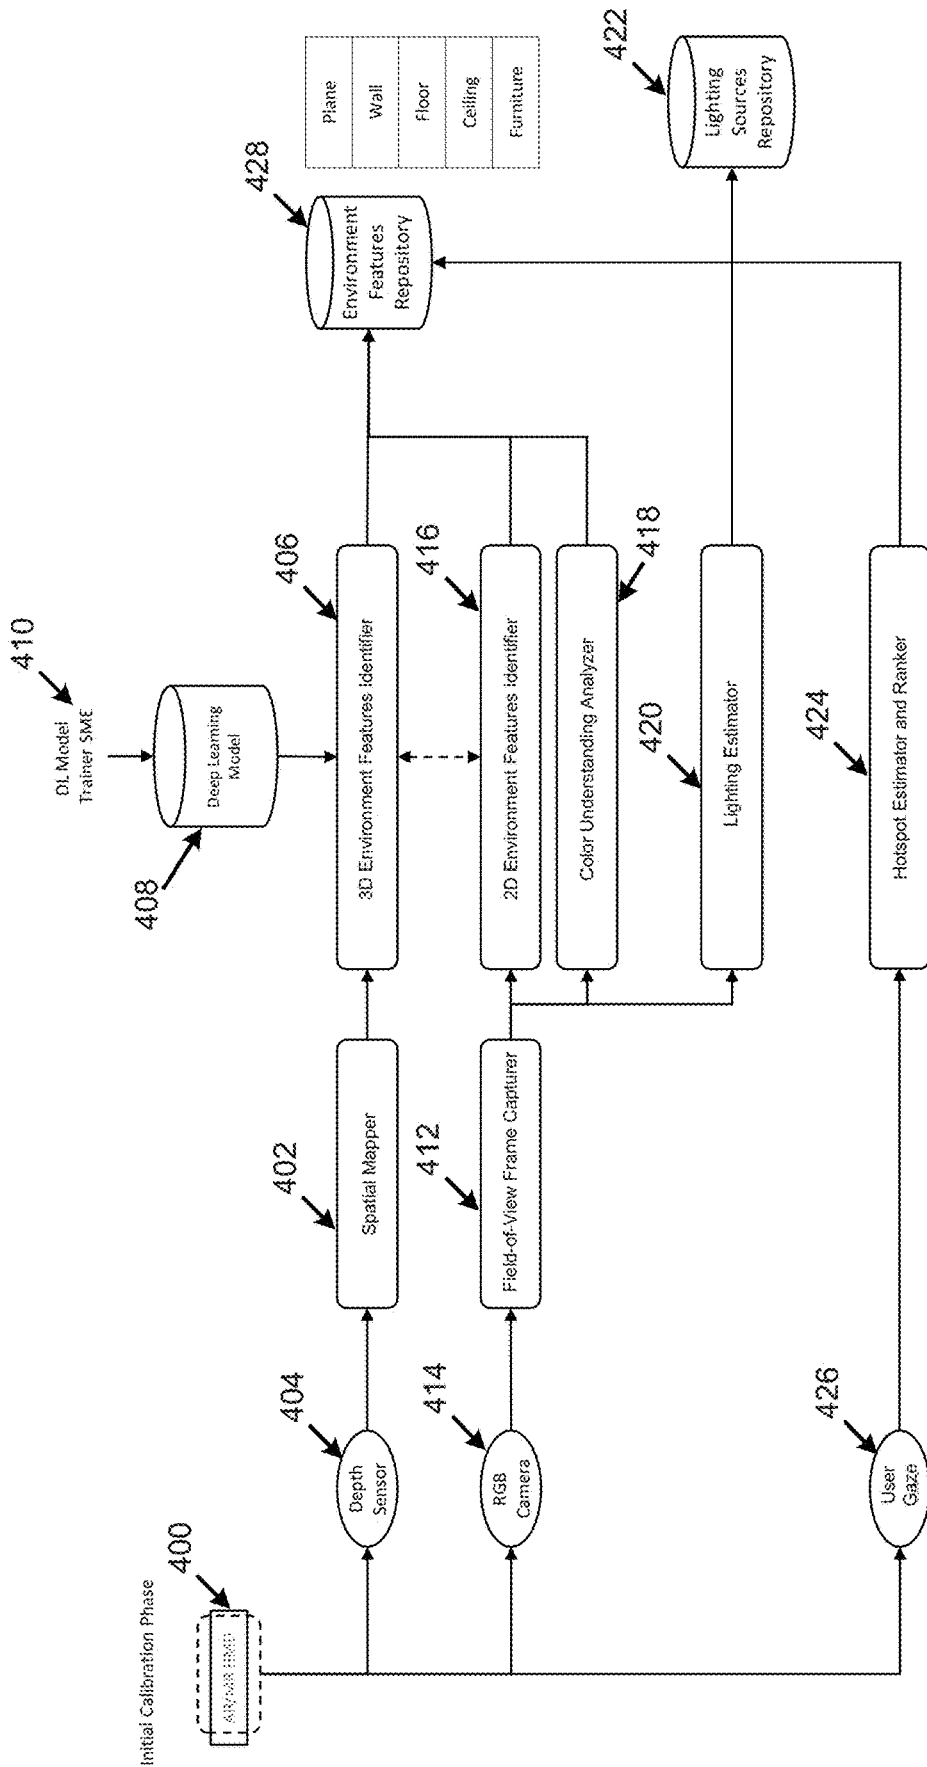 Initial Calibration Phase
400
AR/MR HMD
404
Depth
Sensor
414
RGB
Camera
426
User
Gaze
402
Spatial Mapper
412
Field-of-View Frame Capturer
410
DL Model
Trainer SME
408
Deep Learning
Model
406
3D Environment Features Identifier
416
2D Environment Features Identifier
418
Color Understanding Analyzer
420
Lighting Estimator
424
Hotspot Estimator and Ranker
428
Environment
Features
Repository
Plane
Wall
Floor
Ceiling
Furniture
422
Lighting
Sources
Repository